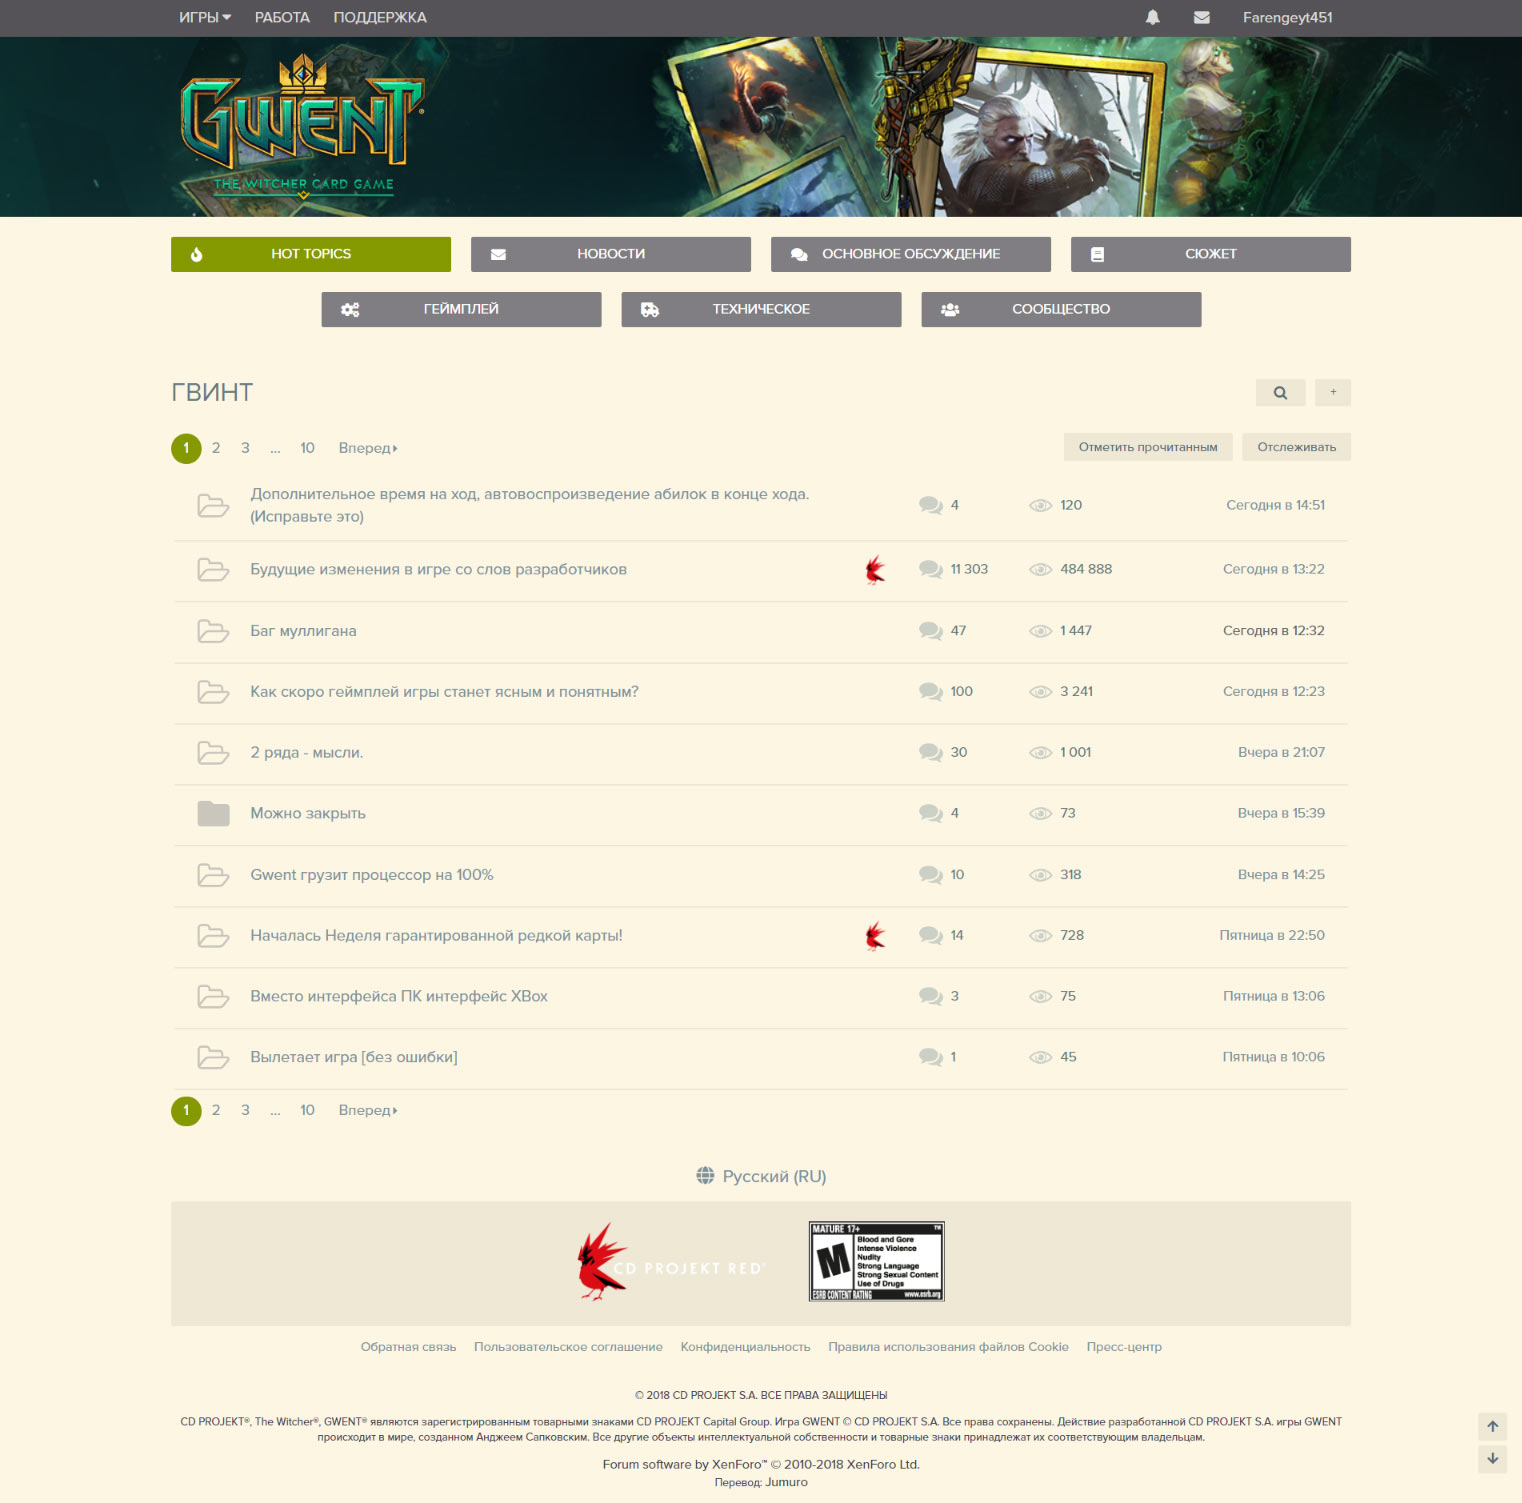 ИГРЫ РАБОТА ПОДДЕРЖКА Farengeyt451
GWENT
THE WITCHER CARD GAME
HOT TOPICS НОВОСТИ ОСНОВНОЕ ОБСУЖДЕНИЕ СЮЖЕТ
ГЕЙМПЛЕЙ ТЕХНИЧЕСКОЕ СООБЩЕСТВО
ГВИНТ +
1 2 3 ... 10 Вперед Отметить прочитанным Отслеживать
Дополнительное время на ход, автовоспроизведение абилок в конце хода.
(Исправьте это) 4 120 Сегодня в 14:51
Будущие изменения в игре со слов разработчиков 11 303 484 888 Сегодня в 13:22
Баг муллигана 47 1 447 Сегодня в 12:32
Как скоро геймплей игры станет ясным и понятным? 100 3 241 Сегодня в 12:23
2 ряда - мысли. 30 1 001 Вчера в 21:07
Можно закрыть 4 73 Вчера в 15:39
Gwent грузит процессор на 100% 10 318 Вчера в 14:25
Началась Неделя гарантированной редкой карты! 14 728 Пятница в 22:50
Вместо интерфейса ПК интерфейс XBox 3 75 Пятница в 13:06
Вылетает игра [без ошибки] 1 45 Пятница в 10:06
1 2 3 ... 10 Вперед
Русский (RU)
CD PROJEKT RED®
MATURE 17+ ™
M
Blood and Gore
Intense Violence
Nudity
Strong Language
Strong Sexual Content
Use of Drugs
ESRB CONTENT RATING www.esrb.org
Обратная связь Пользовательское соглашение Конфиденциальность Правила использования файлов Cookie Пресс-центр
© 2018 CD PROJEKT S.A. ВСЕ ПРАВА ЗАЩИЩЕНЫ
CD PROJEKT®, The Witcher®, GWENT® являются зарегистрированным товарными знаками CD PROJEKT Capital Group. Игра GWENT © CD PROJEKT S.A. Все права сохранены. Действие разработанной CD PROJEKT S.A. игры GWENT
происходит в мире, созданном Анджеем Сапковским. Все другие объекты интеллектуальной собственности и товарные знаки принадлежат их соответствующим владельцам.
Forum software by XenForo™ © 2010-2018 XenForo Ltd.
Перевод: Jumuro